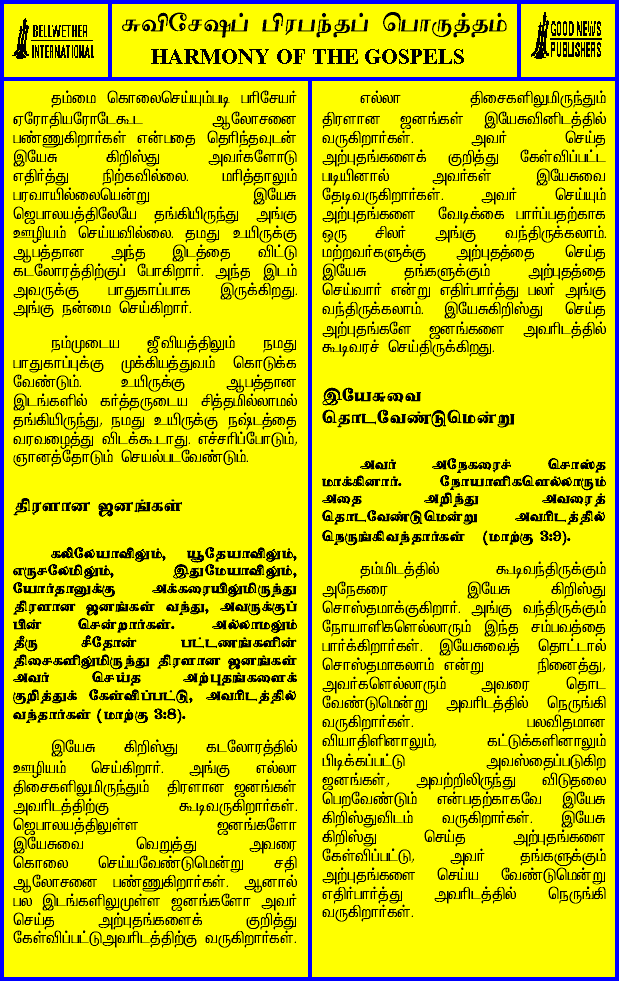 BELLWETHER
INTERNATIONAL
சுவிசேஷப் பிரபந்தப் பொருத்தம்
HARMONY OF THE GOSPELS
GOOD NEWS
PUBLISHERS
தம்மை கொலைசெய்யும்படி பரிசேயர்
ஏரோதியரோடேகூட ஆலோசனை
பண்ணுகிறார்கள் என்பதை தெரிந்தவுடன்
இயேசு கிறிஸ்து அவர்களோடு
எதிர்த்து நிற்கவில்லை. மரித்தாலும்
பரவாயில்லையென்று இயேசு
ஜெபாலயத்திலேயே தங்கியிருந்து அங்கு
ஊழியம் செய்யவில்லை. தமது உயிருக்கு
ஆபத்தான அந்த இடத்தை விட்டு
கடலோரத்திற்குப் போகிறார். அந்த இடம்
அவருக்கு பாதுகாப்பாக இருக்கிறது.
அங்கு நன்மை செய்கிறார்.
நம்முடைய ஜீவியத்திலும் நமது
பாதுகாப்புக்கு முக்கியத்துவம் கொடுக்க
வேண்டும். உயிருக்கு ஆபத்தான
இடங்களில் கர்த்தருடைய சித்தமில்லாமல்
தங்கியிருந்து, நமது உயிருக்கு நஷ்டத்தை
வரவழைத்து விடக்கூடாது. எச்சரிப்போடும்,
ஞானத்தோடும் செயல்படவேண்டும்.
திரளான ஜனங்கள்
கலிலேயாவிலும், யூதேயாவிலும்,
எருசலேமிலும், இதுமேயாவிலும்,
யோர்தானுக்கு அக்கரையிலுமிருந்து
திரளான ஜனங்கள் வந்து, அவருக்குப்
பின் சென்றார்கள். அல்லாமலும்
தீரு சீதோன் பட்டணங்களின்
திசைகளிலுமிருந்து திரளான ஜனங்கள்
அவர் செய்த அற்புதங்களைக்
குறித்துக் கேள்விப்பட்டு, அவரிடத்தில்
வந்தார்கள் (மாற்கு 3:8).
இயேசு கிறிஸ்து கடலோரத்தில்
ஊழியம் செய்கிறார். அங்கு எல்லா
திசைகளிலுமிருந்தும் திரளான ஜனங்கள்
அவரிடத்திற்கு கூடிவருகிறார்கள்.
ஜெபாலயத்திலுள்ள ஜனங்களோ
இயேசுவை வெறுத்து அவரை
கொலை செய்யவேண்டுமென்று சதி
ஆலோசனை பண்ணுகிறார்கள். ஆனால்
பல இடங்களிலுமுள்ள ஜனங்களோ அவர்
செய்த அற்புதங்களைக் குறித்து
கேள்விப்பட்டுஅவரிடத்திற்கு வருகிறார்கள்.
எல்லா திசைகளிலுமிருந்தும்
திரளான ஜனங்கள் இயேசுவினிடத்தில்
வருகிறார்கள். அவர் செய்த
அற்புதங்களைக் குறித்து கேள்விப்பட்ட
படியினால் அவர்கள் இயேசுவை
தேடிவருகிறார்கள். அவர் செய்யும்
அற்புதங்களை வேடிக்கை பார்ப்பதற்காக
ஒரு சிலர் அங்கு வந்திருக்கலாம்.
மற்றவர்களுக்கு அற்புதத்தை செய்த
இயேசு தங்களுக்கும் அற்புதத்தை
செய்வார் என்று எதிர்பார்த்து பலர் அங்கு
வந்திருக்கலாம். இயேசுகிறிஸ்து செய்த
அற்புதங்களே ஜனங்களை அவரிடத்தில்
கூடிவரச் செய்திருக்கிறது.
இயேசுவை
தொடவேண்டுமென்று
அவர் அநேகரைச் சொஸ்த
மாக்கினார். நோயாளிகளெல்லாரும்
அதை அறிந்து அவரைத்
தொடவேண்டுமென்று அவரிடத்தில்
நெருங்கிவந்தார்கள் (மாற்கு 3:9).
தம்மிடத்தில் கூடிவந்திருக்கும்
அநேகரை இயேசு கிறிஸ்து
சொஸ்தமாக்குகிறார். அங்கு வந்திருக்கும்
நோயாளிகளெல்லாரும் இந்த சம்பவத்தை
பார்க்கிறார்கள். இயேசுவைத் தொட்டால்
சொஸ்தமாகலாம் என்று நினைத்து,
அவர்களெல்லாரும் அவரை தொட
வேண்டுமென்று அவரிடத்தில் நெருங்கி
வருகிறார்கள். பலவிதமான
வியாதிளினாலும், கட்டுக்களினாலும்
பிடிக்கப்பட்டு அவஸ்தைப்படுகிற
ஜனங்கள், அவற்றிலிருந்து விடுதலை
பெறவேண்டும் என்பதற்காகவே இயேசு
கிறிஸ்துவிடம் வருகிறார்கள். இயேசு
கிறிஸ்து செய்த அற்புதங்களை
கேள்விப்பட்டு, அவர் தங்களுக்கும்
அற்புதங்களை செய்ய வேண்டுமென்று
எதிர்பார்த்து அவரிடத்தில் நெருங்கி
வருகிறார்கள்.